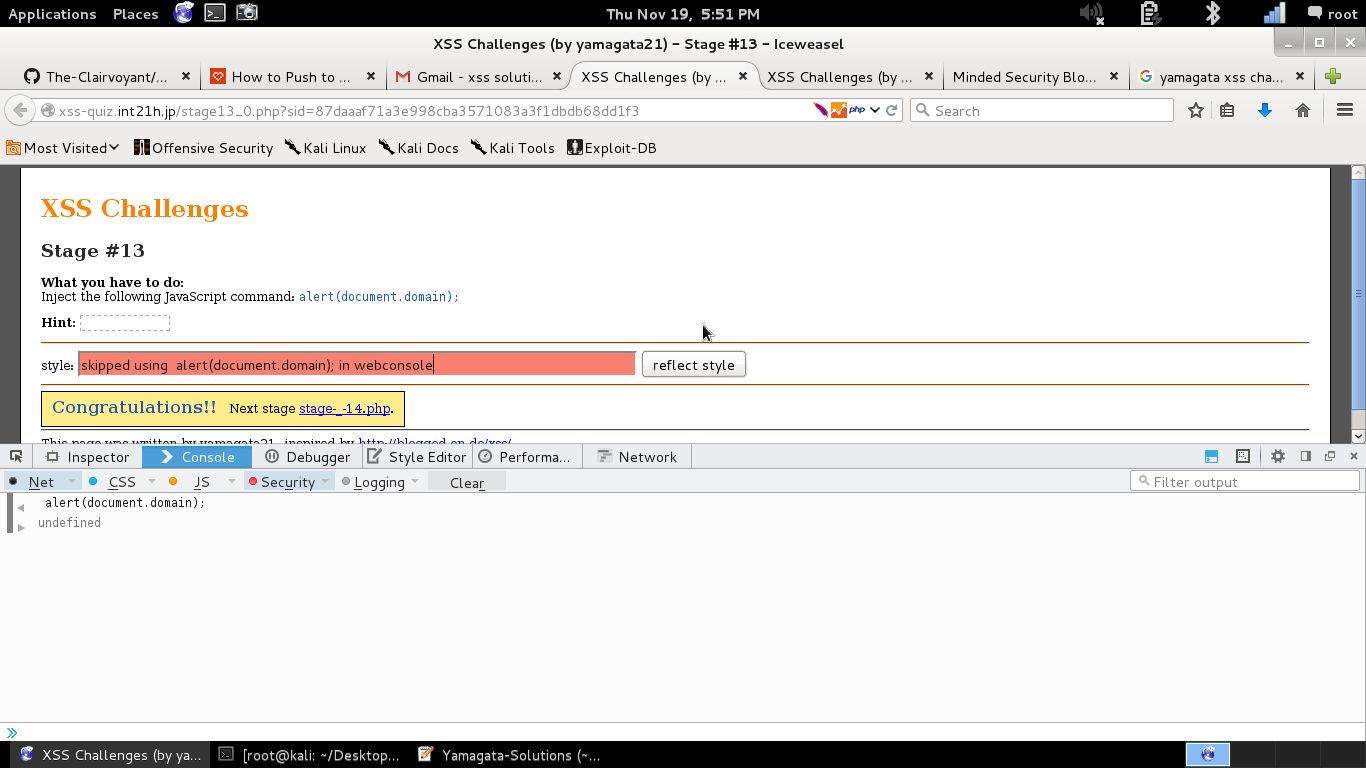 Applications Places Thu Nov 19, 5:51 PM root
XSS Challenges (by yamagata21) – Stage #13 – Iceweasel
The-Clairvoyant/... × How to Push to ... × Gmail - xss soluti... × XSS Challenges (by ... × XSS Challenges (by ... × Minded Security Blo... × yamagata xss cha... ×
xss-quiz.int21h.jp/stage13_0.php?sid=87daaaf71a3e998cba3571083a3f1dbdb68dd1f3 php Search
Most Visited Offensive Security Kali Linux Kali Docs Kali Tools Exploit-DB
XSS Challenges
Stage #13
What you have to do:
Inject the following JavaScript command: alert(document.domain);
Hint:
style: skipped using  alert(document.domain); in webconsole reflect style
Congratulations!! Next stage stage-_-14.php.
This page was written by yamagata21, inspired by http://blogged-on.de/xss/
Inspector Console Debugger Style Editor Performa... Network
Net CSS JS Security Logging Clear Filter output
alert(document.domain);
undefined
XSS Challenges (by ya... [root@kali: ~/Desktop... Yamagata-Solutions (~...